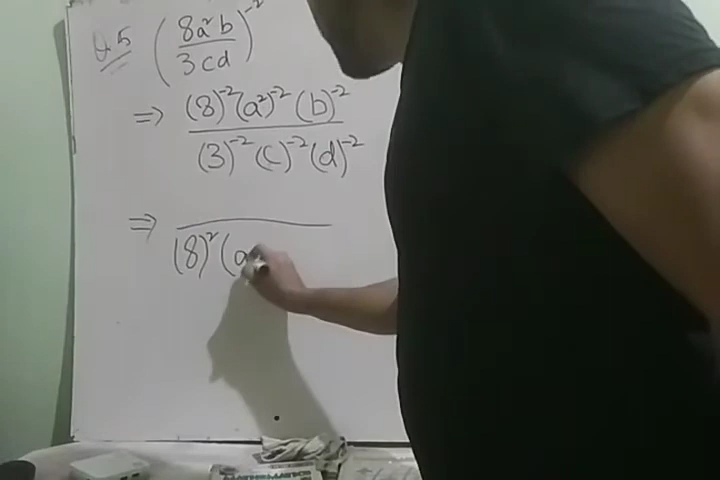 Q.5 (8a²b / 3cd)⁻²
⇒ (8)⁻²(a²)⁻²(b)⁻² / (3)⁻²(c)⁻²(d)⁻²
⇒ / (8)²(a